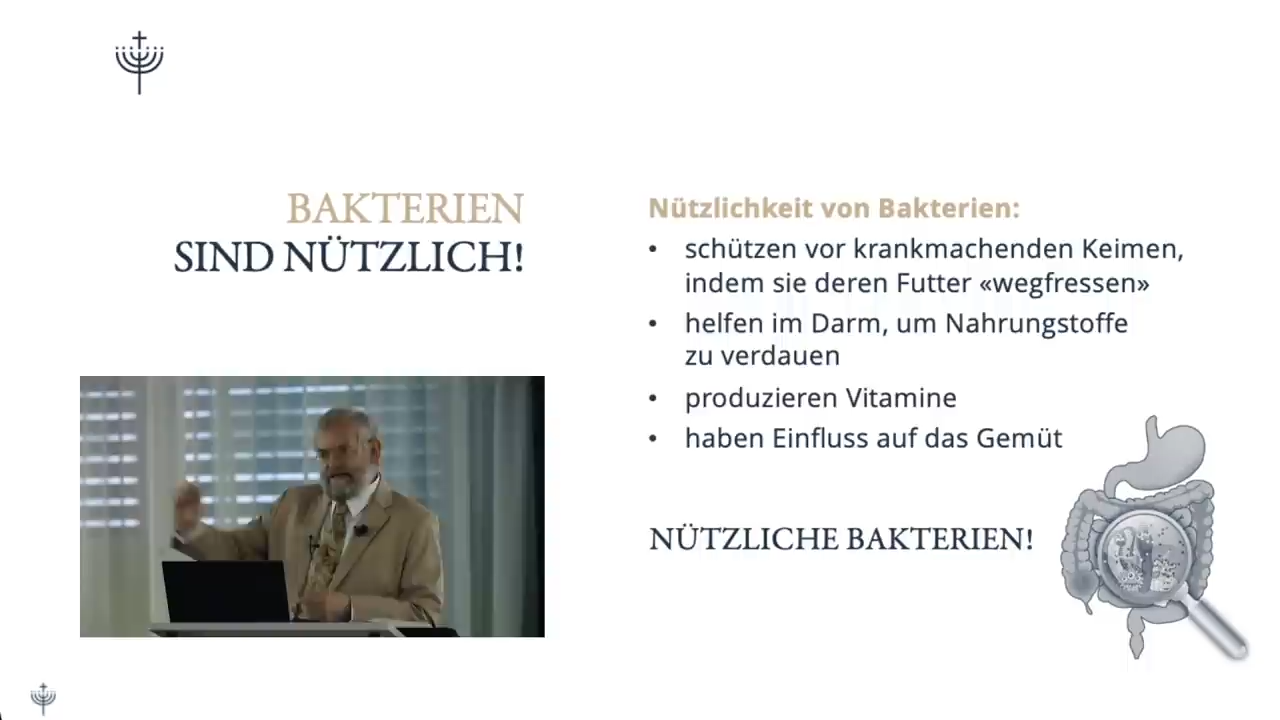 BAKTERIEN
SIND NÜTZLICH!
Nützlichkeit von Bakterien:
• schützen vor krankmachenden Keimen,
indem sie deren Futter «wegfressen»
• helfen im Darm, um Nahrungstoffe
zu verdauen
• produzieren Vitamine
• haben Einfluss auf das Gemüt
NÜTZLICHE BAKTERIEN!